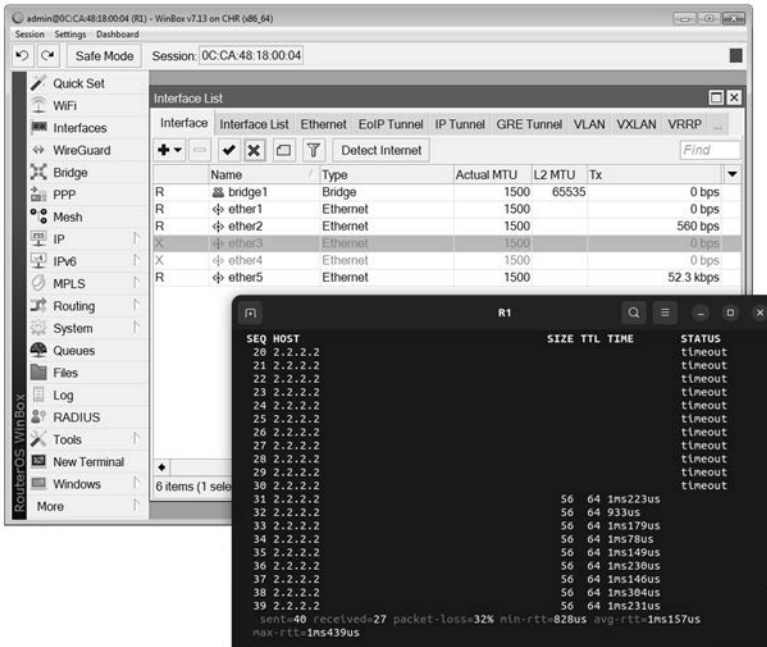 admin@0C:CA:48:18:00:04 (R1) - WinBox v7.13 on CHR (x86_64)
Session Settings Dashboard
Safe Mode Session: 0C:CA:48:18:00:04
Quick Set
WiFi
Interfaces
WireGuard
Bridge
PPP
Mesh
IP
IPv6
MPLS
Routing
System
Queues
Files
Log
RADIUS
Tools
New Terminal
Windows
More
RouterOS WinBox
Interface List
Interface Interface List Ethernet EoIP Tunnel IP Tunnel GRE Tunnel VLAN VXLAN VRRP ...
Detect Internet Find
Name Type Actual MTU L2 MTU Tx
R bridge1 Bridge 1500 65535 0 bps
R ether1 Ethernet 1500 0 bps
R ether2 Ethernet 1500 560 bps
X ether3 Ethernet 1500 0 bps
X ether4 Ethernet 1500 0 bps
R ether5 Ethernet 1500 52.3 kbps
6 items (1 sele
R1
SEQ HOST SIZE TTL TIME STATUS
20 2.2.2.2 timeout
21 2.2.2.2 timeout
22 2.2.2.2 timeout
23 2.2.2.2 timeout
24 2.2.2.2 timeout
25 2.2.2.2 timeout
26 2.2.2.2 timeout
27 2.2.2.2 timeout
28 2.2.2.2 timeout
29 2.2.2.2 timeout
30 2.2.2.2 timeout
31 2.2.2.2 56 64 1ms223us
32 2.2.2.2 56 64 933us
33 2.2.2.2 56 64 1ms179us
34 2.2.2.2 56 64 1ms78us
35 2.2.2.2 56 64 1ms149us
36 2.2.2.2 56 64 1ms230us
37 2.2.2.2 56 64 1ms146us
38 2.2.2.2 56 64 1ms304us
39 2.2.2.2 56 64 1ms231us
sent=40 received=27 packet-loss=32% min-rtt=828us avg-rtt=1ms157us
max-rtt=1ms439us